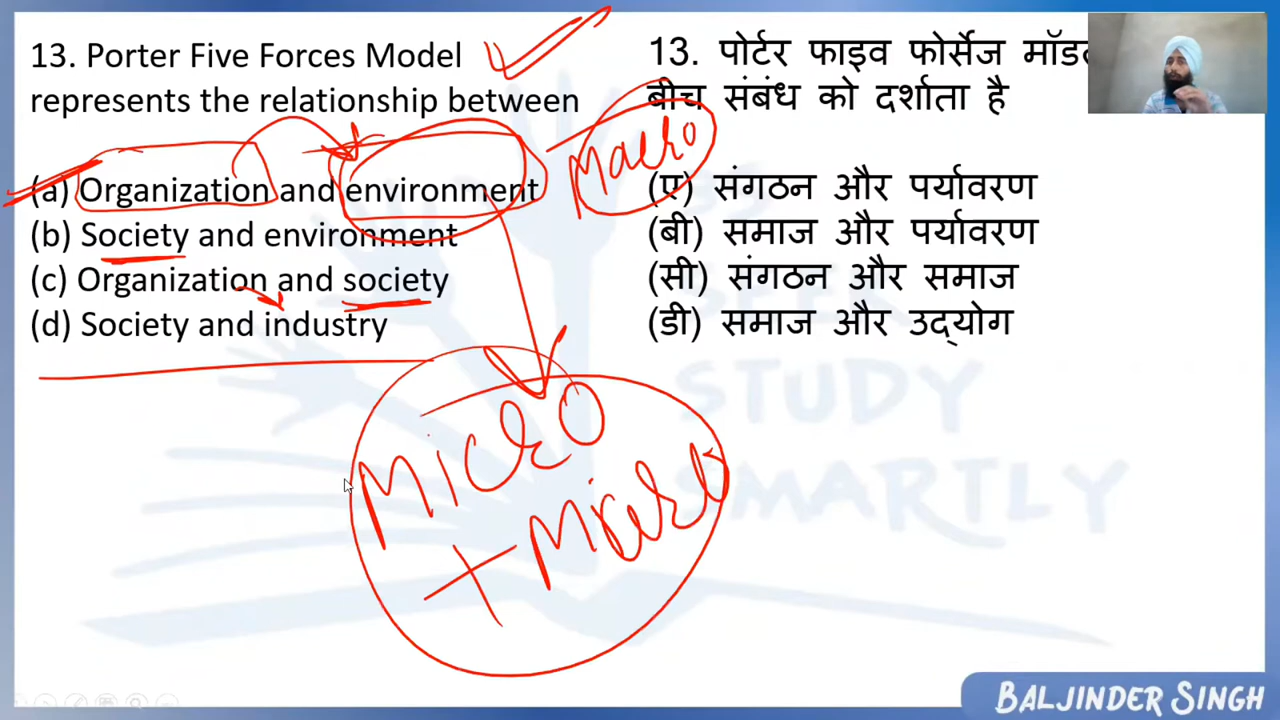 13. Porter Five Forces Model
represents the relationship between
(a) Organization and environment
(b) Society and environment
(c) Organization and society
(d) Society and industry
13. पोर्टर फाइव फोर्सेज मॉडल
बीच संबंध को दर्शाता है
(ए) संगठन और पर्यावरण
(बी) समाज और पर्यावरण
(सी) संगठन और समाज
(डी) समाज और उद्योग
Macro
Micro
+ Micro
STUDY
SMARTLY
BALJINDER SINGH